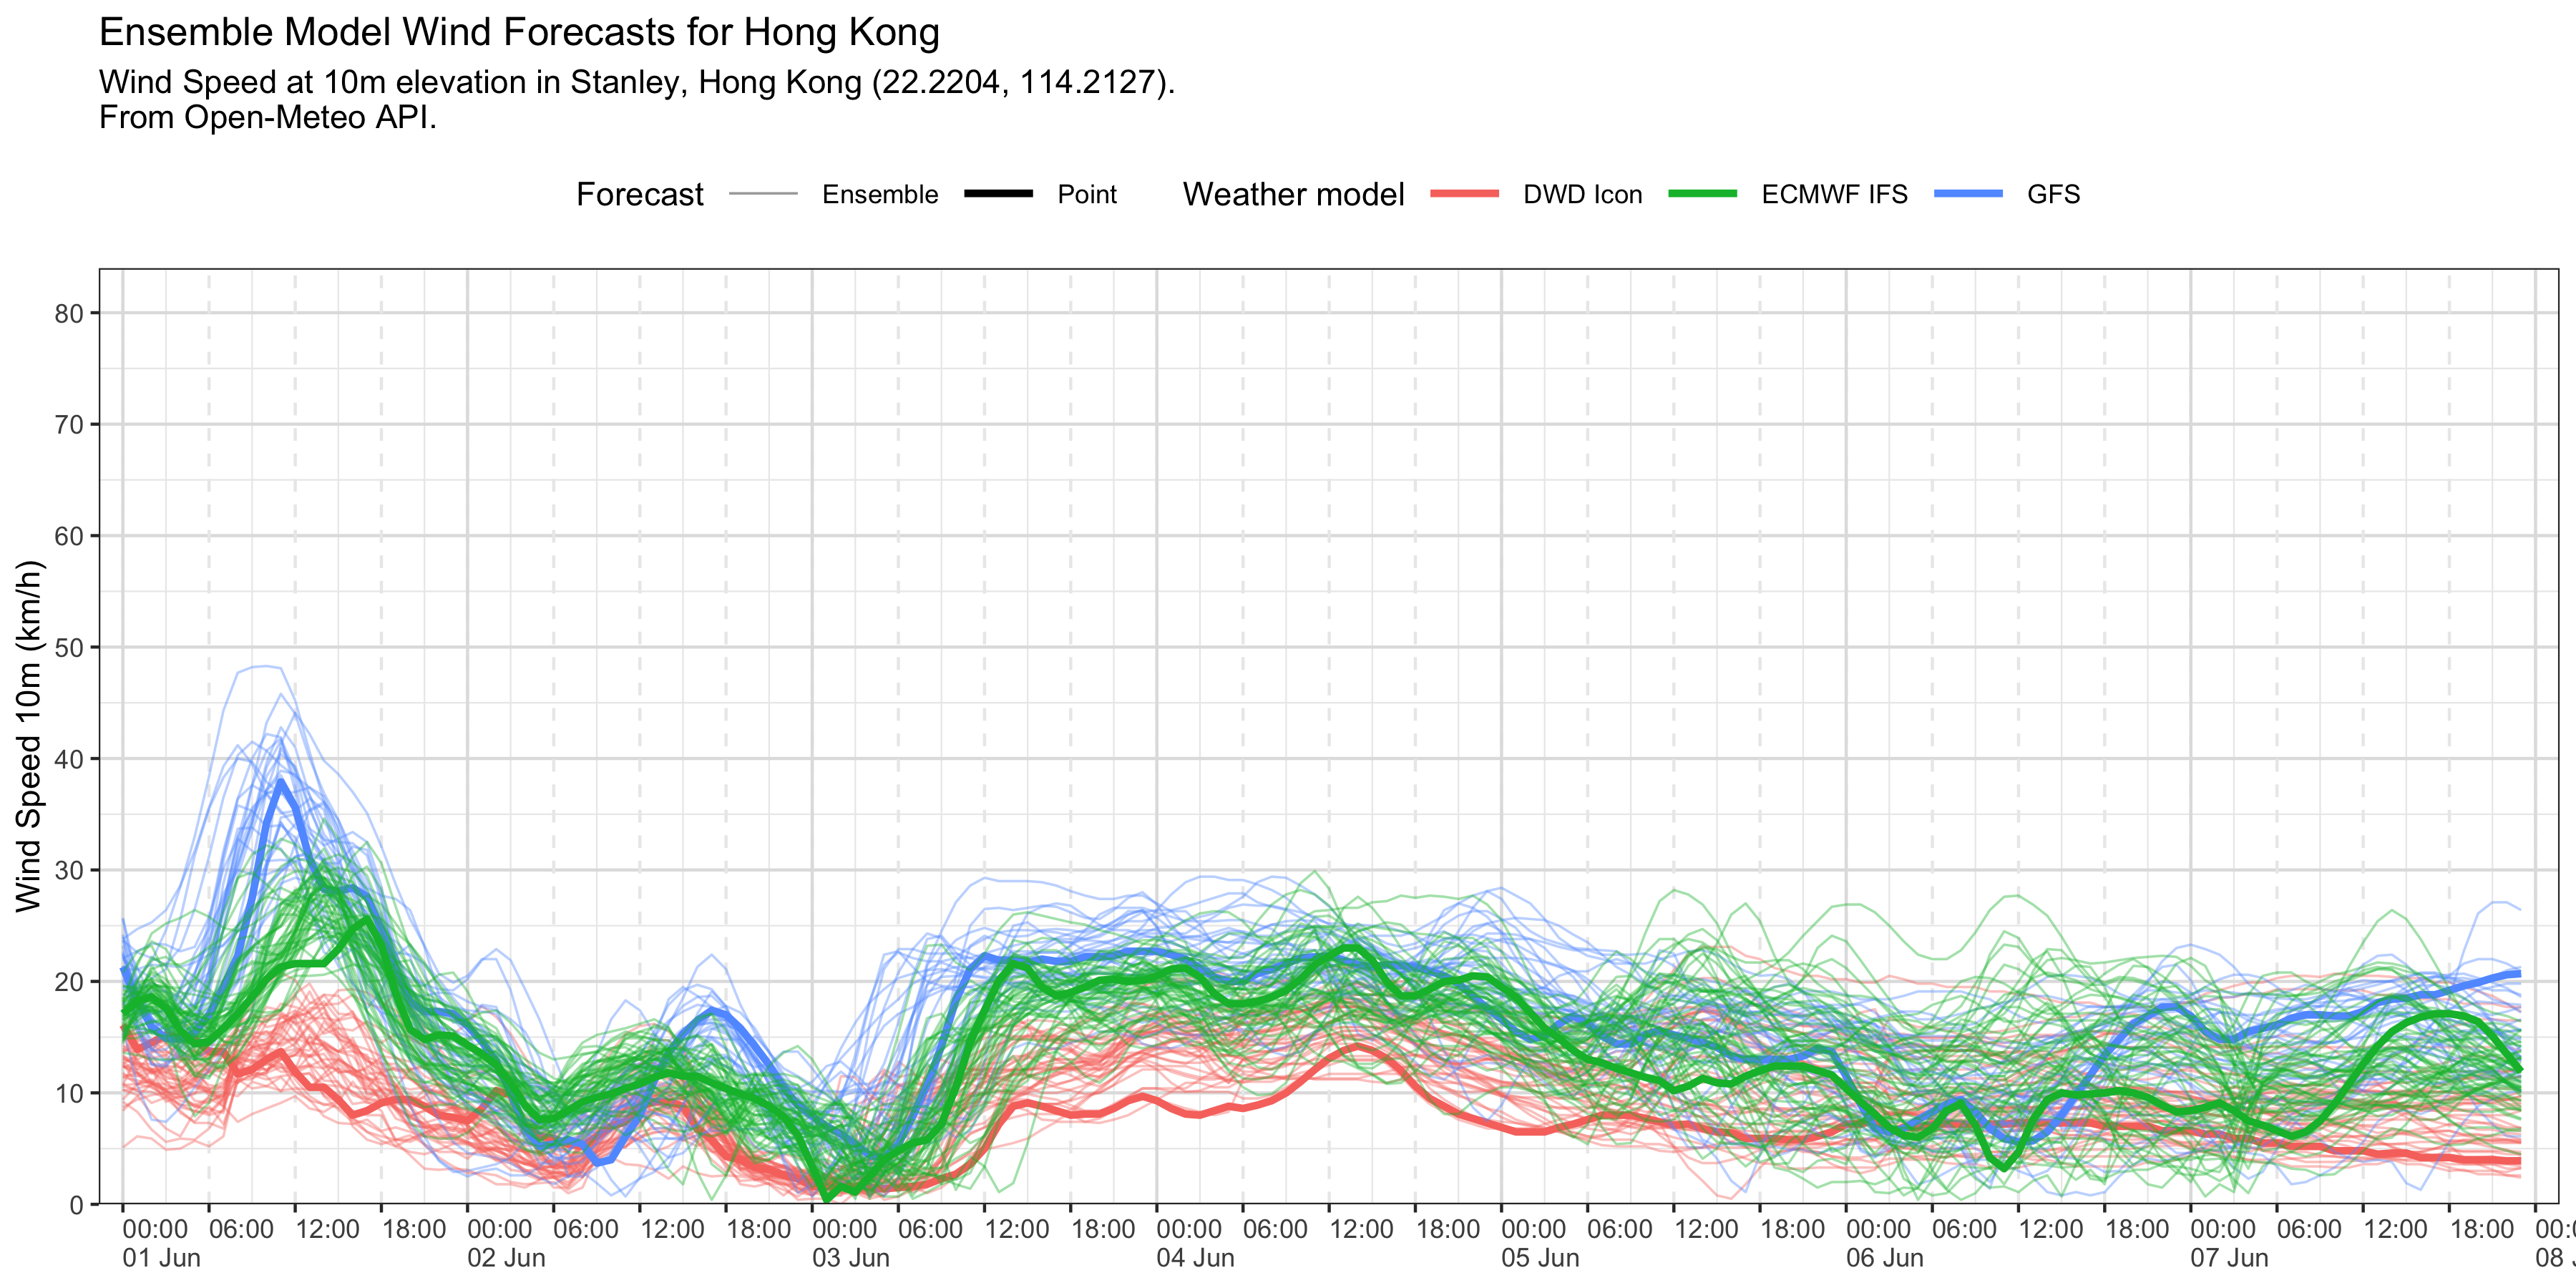 Ensemble Model Wind Forecasts for Hong Kong
Wind Speed at 10m elevation in Stanley, Hong Kong (22.2204, 114.2127).
From Open-Meteo API.
Forecast Ensemble Point Weather model DWD Icon ECMWF IFS GFS
Wind Speed 10m (km/h)
80
70
60
50
40
30
20
10
0
00:00 06:00 12:00 18:00 00:00 06:00 12:00 18:00 00:00 06:00 12:00 18:00 00:00 06:00 12:00 18:00 00:00 06:00 12:00 18:00 00:00 06:00 12:00 18:00 00:00 06:00 12:00 18:00 00:0
01 Jun 02 Jun 03 Jun 04 Jun 05 Jun 06 Jun 07 Jun 08